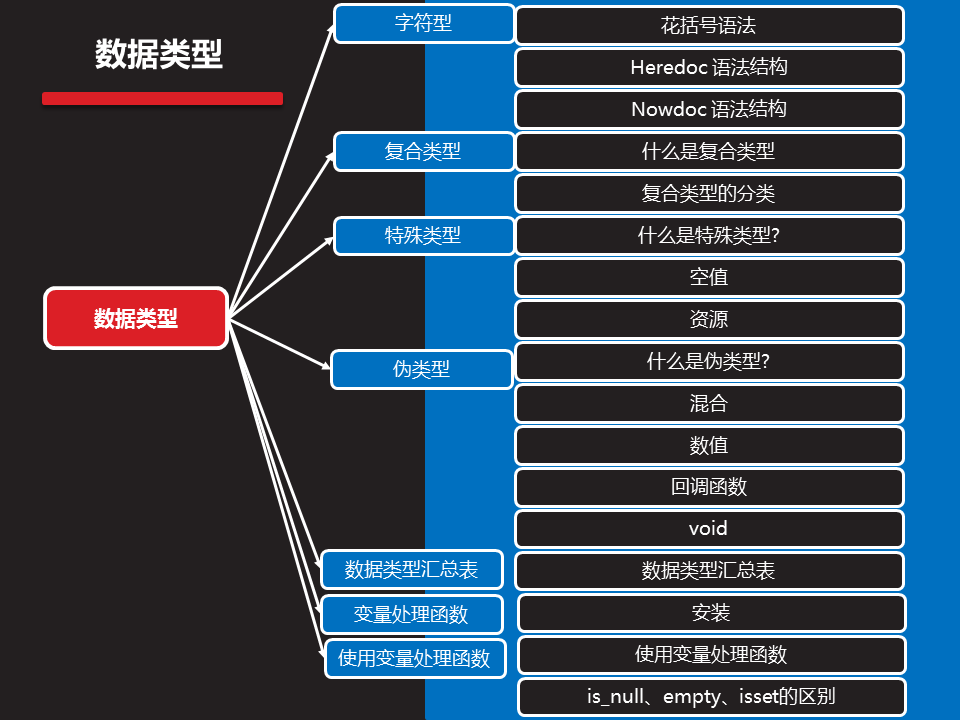 数据类型
数据类型
字符型
花括号语法
Heredoc 语法结构
Nowdoc 语法结构
复合类型
什么是复合类型
复合类型的分类
特殊类型
什么是特殊类型?
空值
资源
伪类型
什么是伪类型?
混合
数值
回调函数
void
数据类型汇总表
数据类型汇总表
变量处理函数
安装
使用变量处理函数
使用变量处理函数
is_null、empty、isset的区别